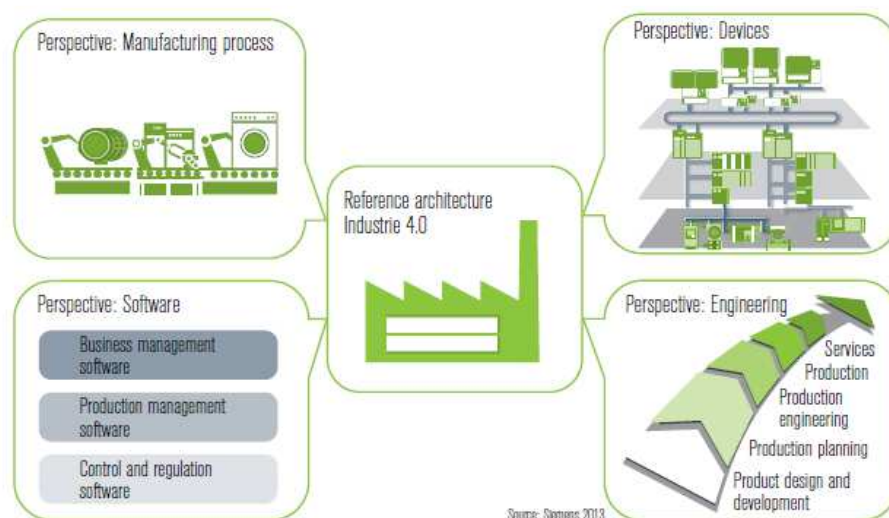 Perspective: Manufacturing process
Perspective: Devices
Reference architecture
Industrie 4.0
Perspective: Software
Business management
software
Production management
software
Control and regulation
software
Perspective: Engineering
Services
Production
Production
engineering
Production planning
Product design and
development
Source: Siemens 2013